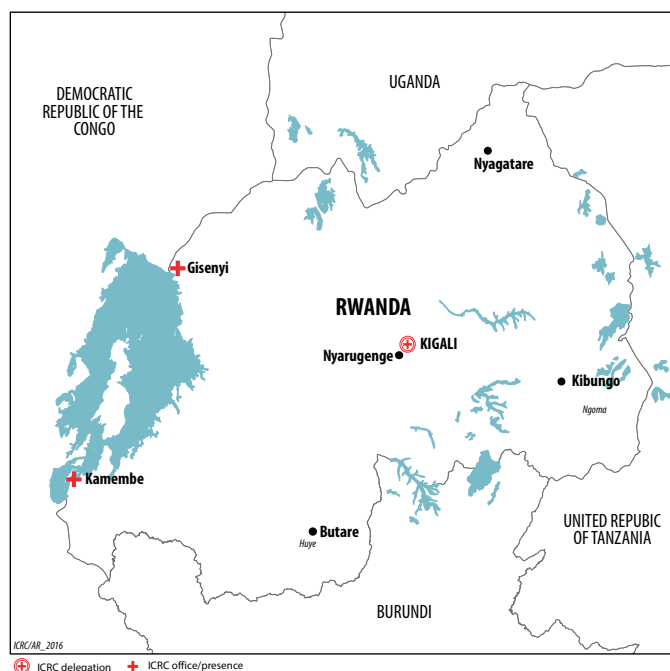 UGANDA
DEMOCRATIC
REPUBLIC OF THE
CONGO
Nyagatare
Gisenyi
RWANDA
KIGALI
Nyarugenge
Kibungo
Ngoma
Kamembe
UNITED REPUBIC
OF TANZANIA
Butare
Huye
BURUNDI
ICRC/AR_2016
ICRC delegation ICRC office/presence